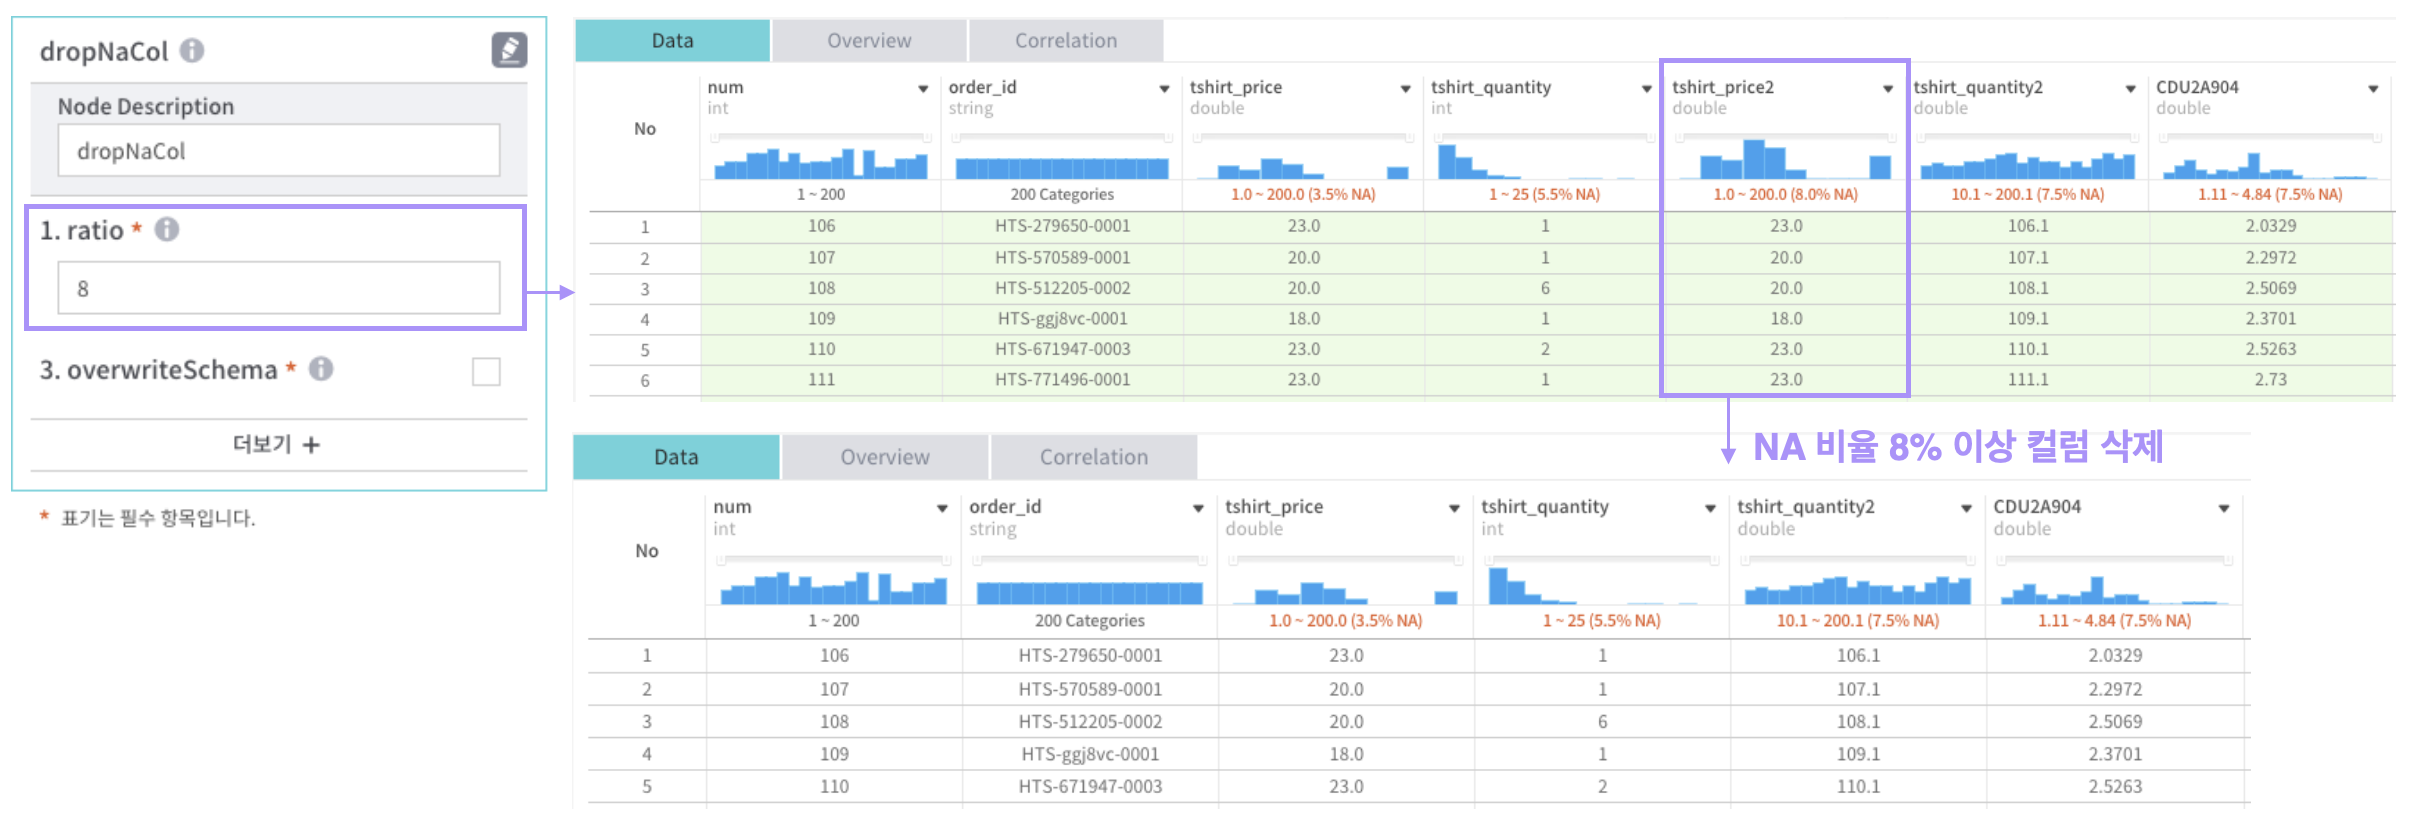 dropNaCol
Node Description
dropNaCol
1. ratio *
8
3. overwriteSchema *
더보기 +
* 표기는 필수 항목입니다.
Data Overview Correlation
No num order_id tshirt_price tshirt_quantity tshirt_price2 tshirt_quantity2 CDU2A904
int string double int double double double
1 ~ 200 200 Categories 1.0 ~ 200.0 (3.5% NA) 1 ~ 25 (5.5% NA) 1.0 ~ 200.0 (8.0% NA) 10.1 ~ 200.1 (7.5% NA) 1.11 ~ 4.84 (7.5% NA)
1 106 HTS-279650-0001 23.0 1 23.0 106.1 2.0329
2 107 HTS-570589-0001 20.0 1 20.0 107.1 2.2972
3 108 HTS-512205-0002 20.0 6 20.0 108.1 2.5069
4 109 HTS-ggj8vc-0001 18.0 1 18.0 109.1 2.3701
5 110 HTS-671947-0003 23.0 2 23.0 110.1 2.5263
6 111 HTS-771496-0001 23.0 1 23.0 111.1 2.73
NA 비율 8% 이상 컬럼 삭제
Data Overview Correlation
No num order_id tshirt_price tshirt_quantity tshirt_quantity2 CDU2A904
int string double int double double
1 ~ 200 200 Categories 1.0 ~ 200.0 (3.5% NA) 1 ~ 25 (5.5% NA) 10.1 ~ 200.1 (7.5% NA) 1.11 ~ 4.84 (7.5% NA)
1 106 HTS-279650-0001 23.0 1 106.1 2.0329
2 107 HTS-570589-0001 20.0 1 107.1 2.2972
3 108 HTS-512205-0002 20.0 6 108.1 2.5069
4 109 HTS-ggj8vc-0001 18.0 1 109.1 2.3701
5 110 HTS-671947-0003 23.0 2 110.1 2.5263